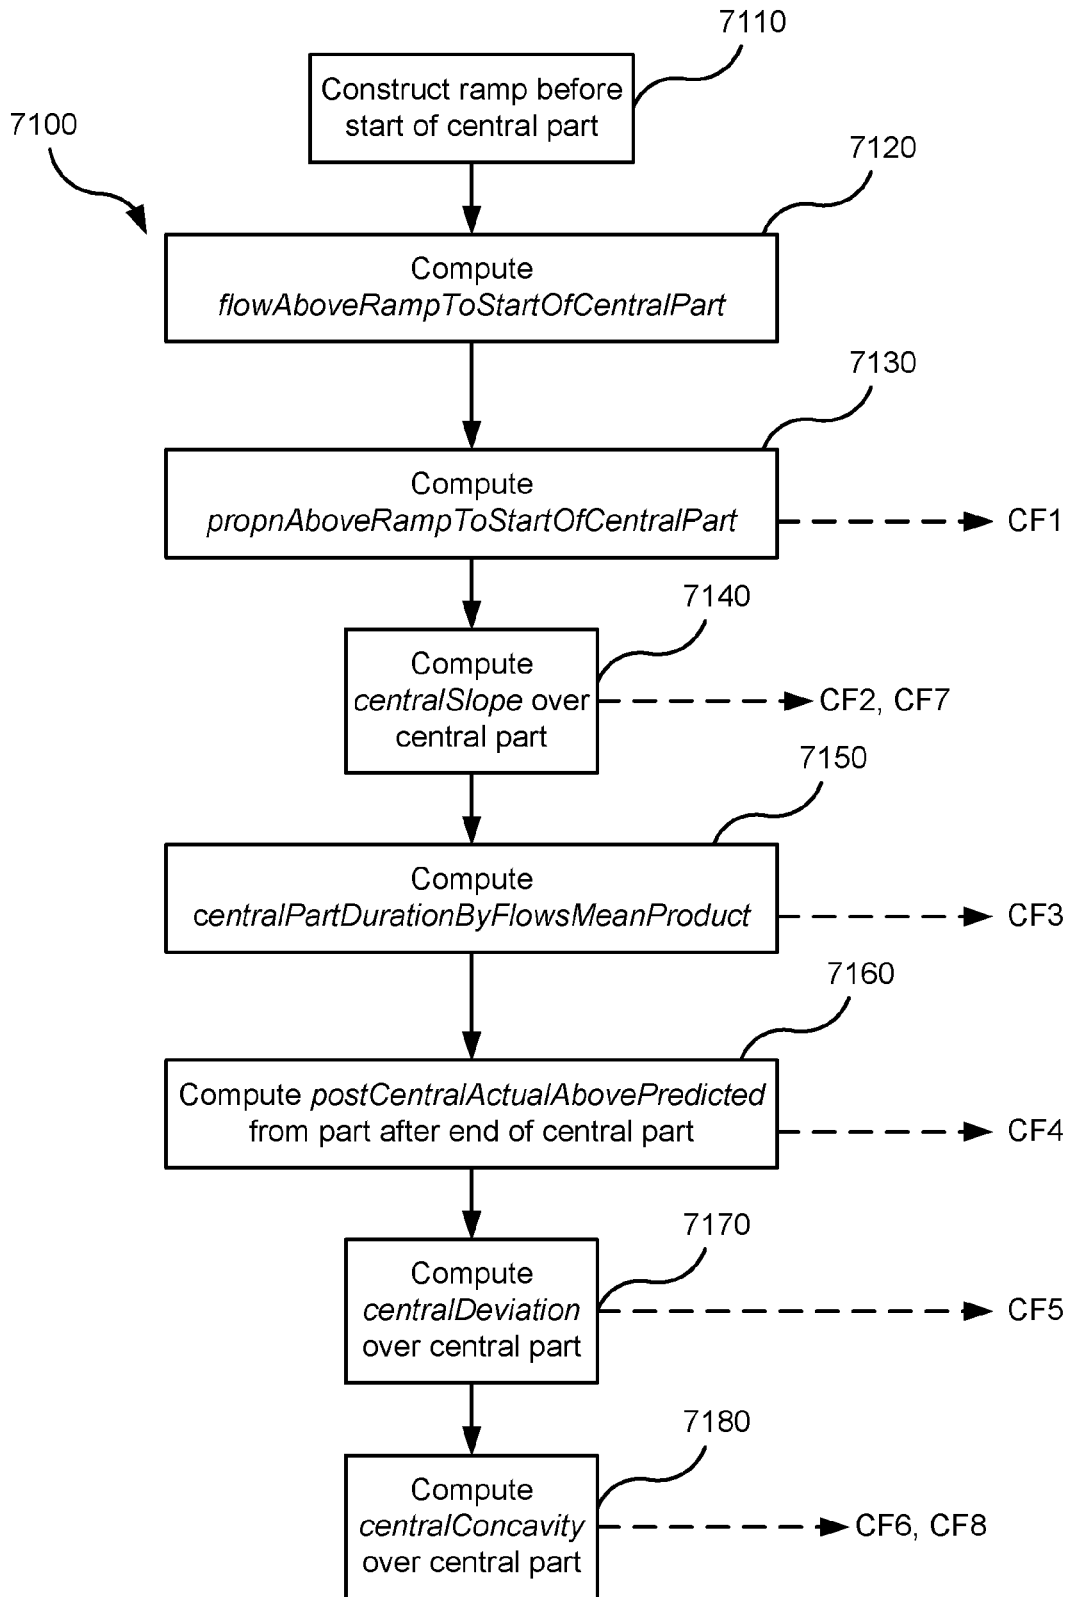 7110
Construct ramp before
start of central part
7100
7120
Compute
flowAboveRampToStartOfCentralPart
7130
Compute
propnAboveRampToStartOfCentralPart
CF1
7140
Compute
centralSlope over
central part
CF2, CF7
7150
Compute
centralPartDurationByFlowsMeanProduct
CF3
7160
Compute postCentralActualAbovePredicted
from part after end of central part
CF4
7170
Compute
centralDeviation
over central part
CF5
7180
Compute
centralConcavity
over central part
CF6, CF8